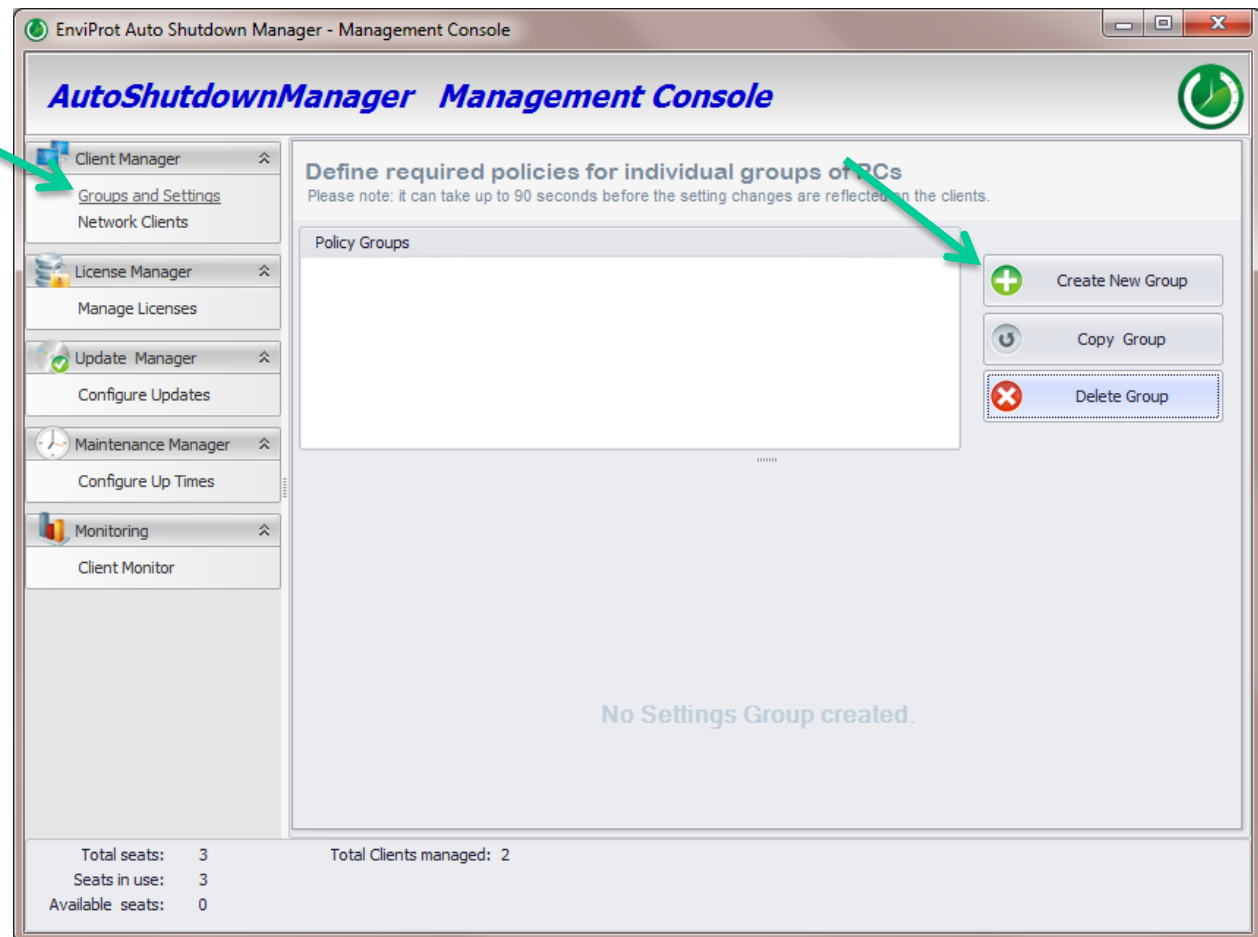 EnviProt Auto Shutdown Manager - Management Console
AutoShutdownManager Management Console
Client Manager
Groups and Settings
Network Clients
License Manager
Manage Licenses
Update Manager
Configure Updates
Maintenance Manager
Configure Up Times
Monitoring
Client Monitor
Define required policies for individual groups of PCs
Please note: it can take up to 90 seconds before the setting changes are reflected on the clients.
Policy Groups
Create New Group
Copy Group
Delete Group
No Settings Group created.
Total seats: 3
Seats in use: 3
Available seats: 0
Total Clients managed: 2